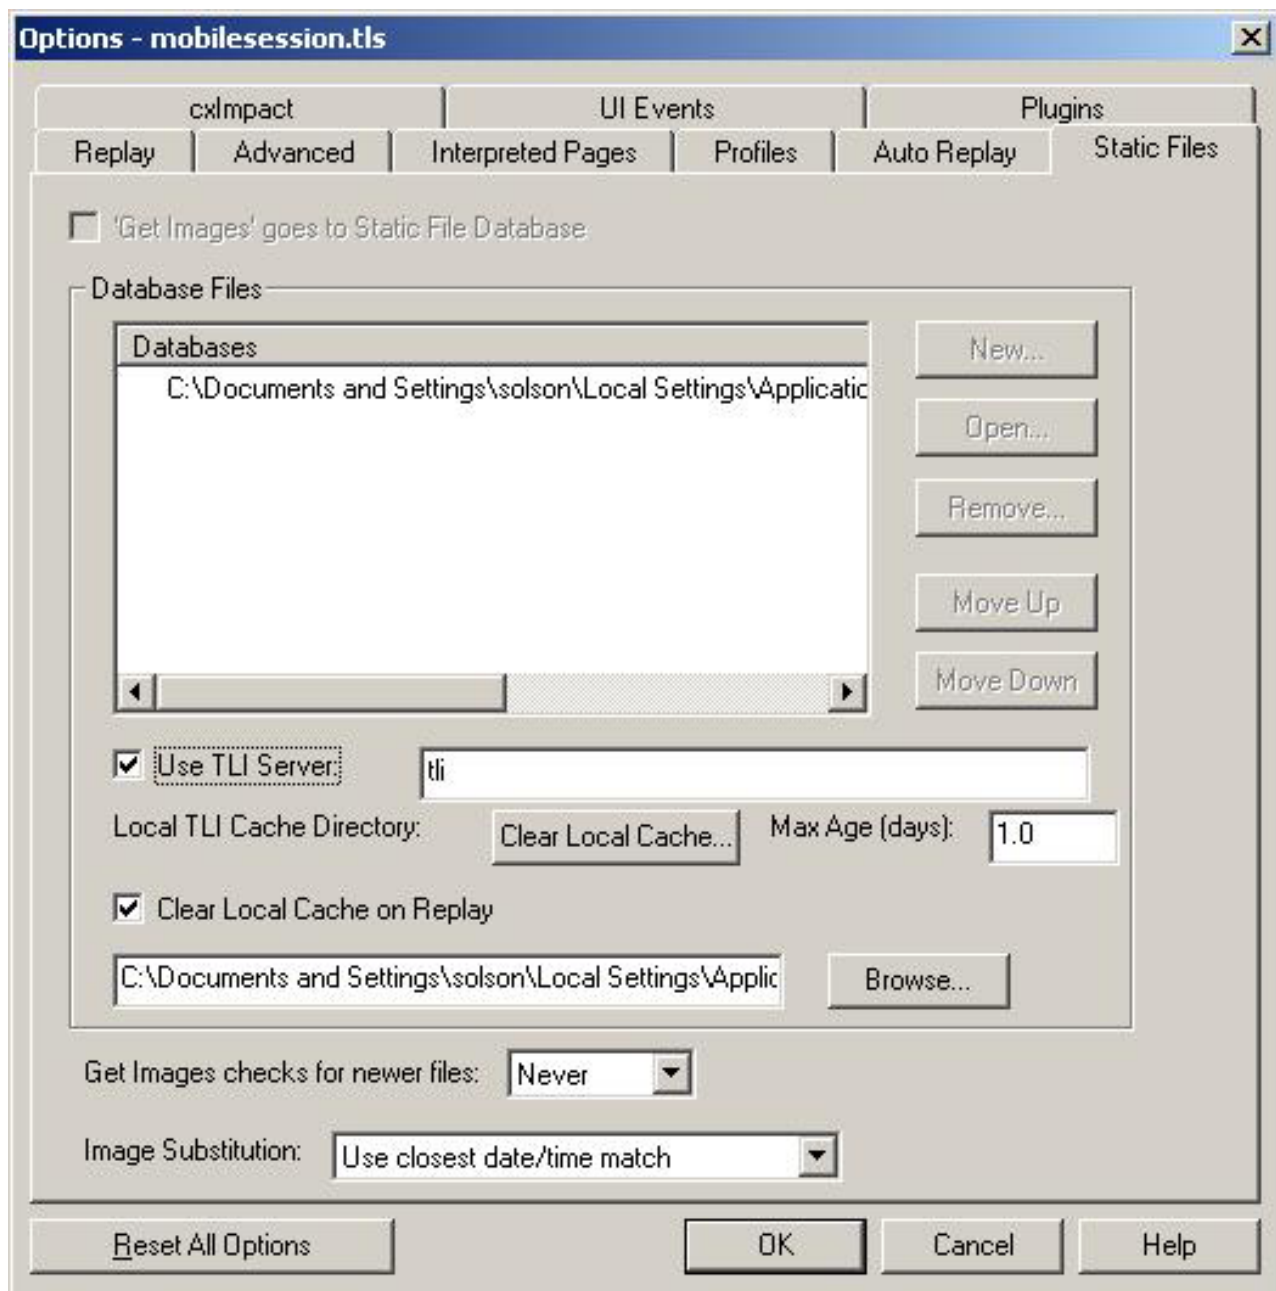 Options - mobilesession.tls
cxImpact UI Events Plugins
Replay Advanced Interpreted Pages Profiles Auto Replay Static Files
'Get Images' goes to Static File Database
Database Files
Databases
New...
C:\Documents and Settings\solson\Local Settings\Applicatic
Open...
Remove...
Move Up
Move Down
Use TLI Server: tli
Local TLI Cache Directory: Clear Local Cache... Max Age (days): 1.0
Clear Local Cache on Replay
C:\Documents and Settings\solson\Local Settings\Applic Browse...
Get Images checks for newer files: Never
Image Substitution: Use closest date/time match
Reset All Options OK Cancel Help